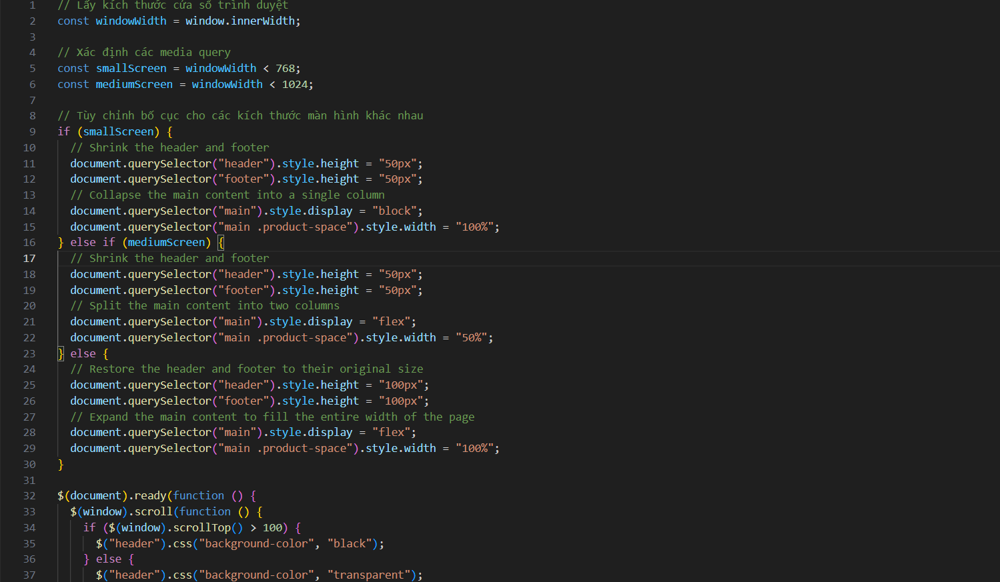 1 // Lấy kích thước cửa sổ trình duyệt
2 const windowWidth = window.innerWidth;
3
4 // Xác định các media query
5 const smallScreen = windowWidth < 768;
6 const mediumScreen = windowWidth < 1024;
7
8 // Tùy chỉnh bố cục cho các kích thước màn hình khác nhau
9 if (smallScreen) {
10   // Shrink the header and footer
11   document.querySelector("header").style.height = "50px";
12   document.querySelector("footer").style.height = "50px";
13   // Collapse the main content into a single column
14   document.querySelector("main").style.display = "block";
15   document.querySelector("main .product-space").style.width = "100%";
16 } else if (mediumScreen) {
17   // Shrink the header and footer
18   document.querySelector("header").style.height = "50px";
19   document.querySelector("footer").style.height = "50px";
20   // Split the main content into two columns
21   document.querySelector("main").style.display = "flex";
22   document.querySelector("main .product-space").style.width = "50%";
23 } else {
24   // Restore the header and footer to their original size
25   document.querySelector("header").style.height = "100px";
26   document.querySelector("footer").style.height = "100px";
27   // Expand the main content to fill the entire width of the page
28   document.querySelector("main").style.display = "flex";
29   document.querySelector("main .product-space").style.width = "100%";
30 }
31
32 $(document).ready(function () {
33   $(window).scroll(function () {
34     if ($(window).scrollTop() > 100) {
35       $("header").css("background-color", "black");
36     } else {
37       $("header").css("background-color", "transparent");